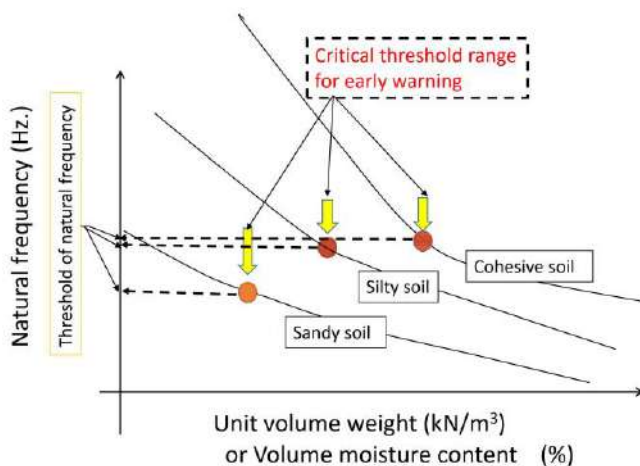 Critical threshold range
for early warning
Natural frequency (Hz.)
Threshold of natural frequency
Cohesive soil
Silty soil
Sandy soil
Unit volume weight (kN/m³)
or Volume moisture content (%)